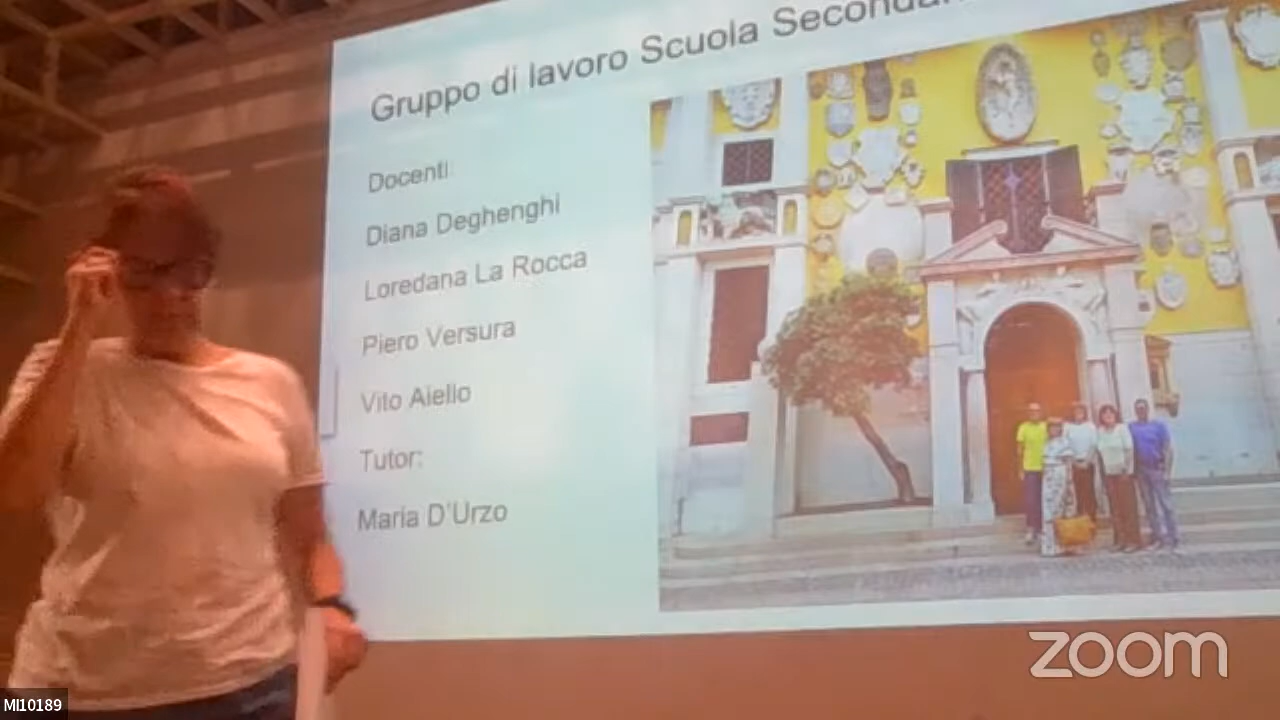 Gruppo di lavoro Scuola
Docenti:
Diana Deghenghi
Loredana La Rocca
Piero Versura
Vito Aiello
Tutor:
Maria D'Urzo
zoom
MI10189